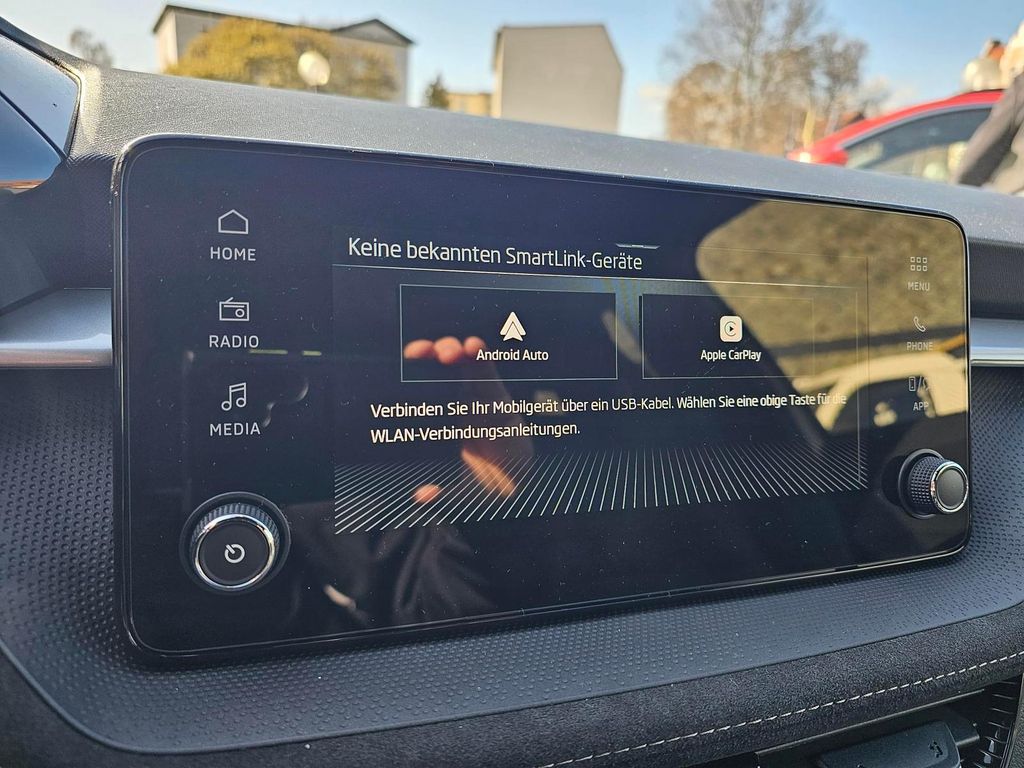 HOME
RADIO
MEDIA
Keine bekannten SmartLink-Geräte
Android Auto
Apple CarPlay
Verbinden Sie Ihr Mobilgerät über ein USB-Kabel. Wählen Sie eine obige Taste für die
WLAN-Verbindungsanleitungen.
MENU
PHONE
APP